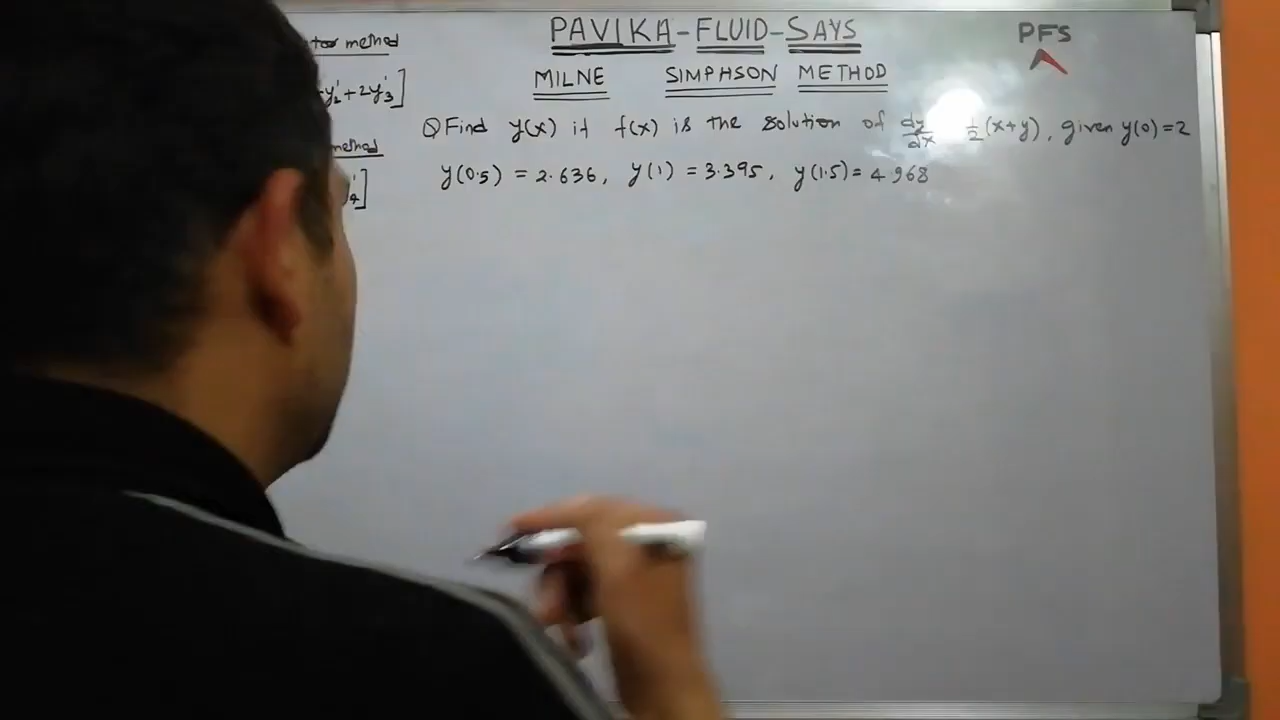 PAVIKA-FLUID-SAYS
PFS
MILNE SIMPHSON METHOD
method
y'₂+2y'₃]
method
Q Find y(x) if f(x) is the solution of dy/dx ½(x+y), given y(0)=2
y(0.5) = 2.636, y(1) = 3.395, y(1.5) = 4.968